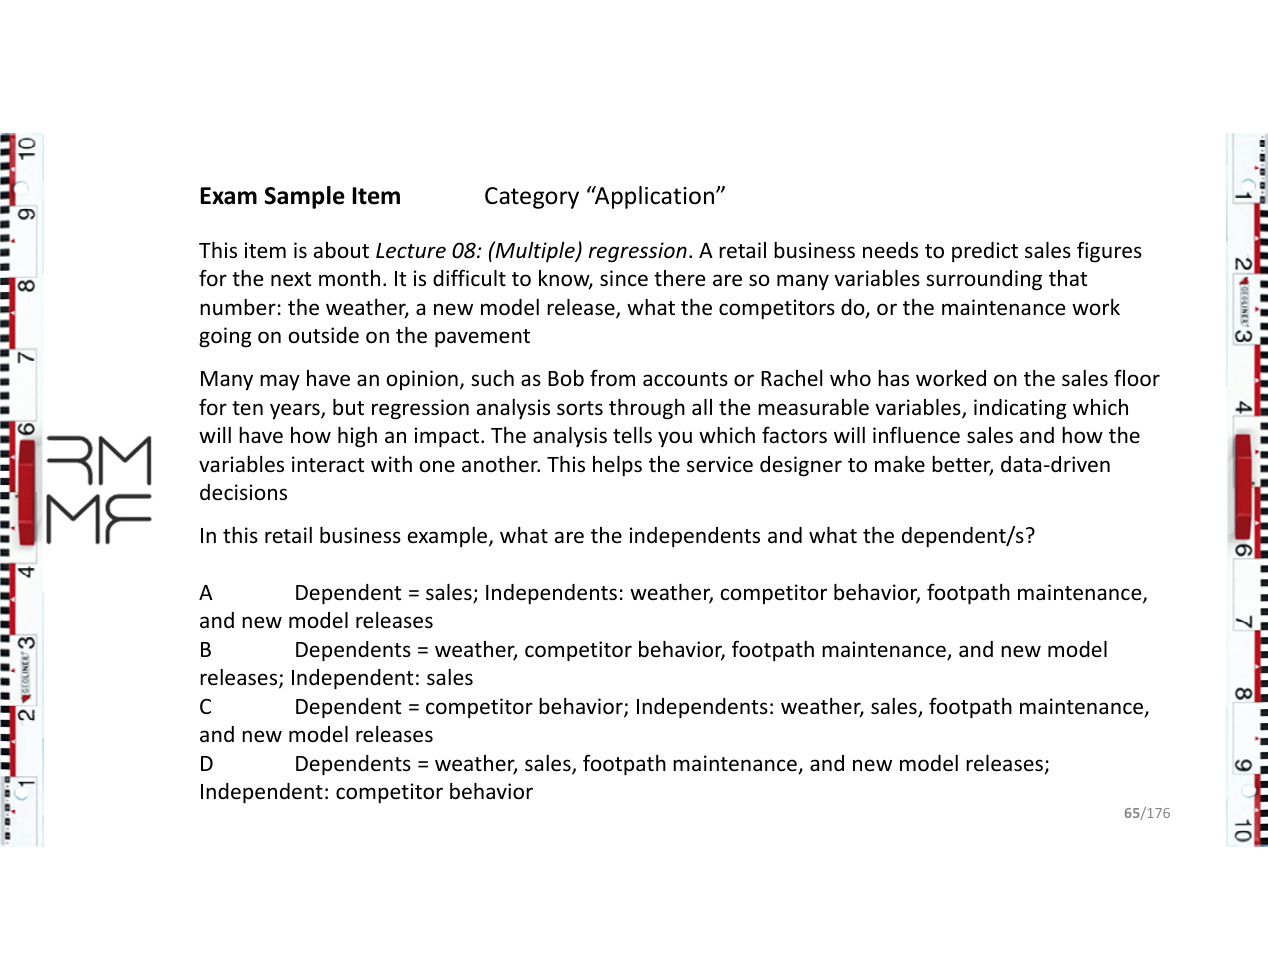 Exam Sample Item Category “Application”
This item is about Lecture 08: (Multiple) regression. A retail business needs to predict sales figures
for the next month. It is difficult to know, since there are so many variables surrounding that
number: the weather, a new model release, what the competitors do, or the maintenance work
going on outside on the pavement
Many may have an opinion, such as Bob from accounts or Rachel who has worked on the sales floor
for ten years, but regression analysis sorts through all the measurable variables, indicating which
will have how high an impact. The analysis tells you which factors will influence sales and how the
variables interact with one another. This helps the service designer to make better, data-driven
decisions
In this retail business example, what are the independents and what the dependent/s?
A Dependent = sales; Independents: weather, competitor behavior, footpath maintenance,
and new model releases
B Dependents = weather, competitor behavior, footpath maintenance, and new model
releases; Independent: sales
C Dependent = competitor behavior; Independents: weather, sales, footpath maintenance,
and new model releases
D Dependents = weather, sales, footpath maintenance, and new model releases;
Independent: competitor behavior
65/176
RM
MF
10
9
8
7
6
4
3
GEOLINER
2
1
1
2
GEOLINER
3
4
6
7
8
9
10